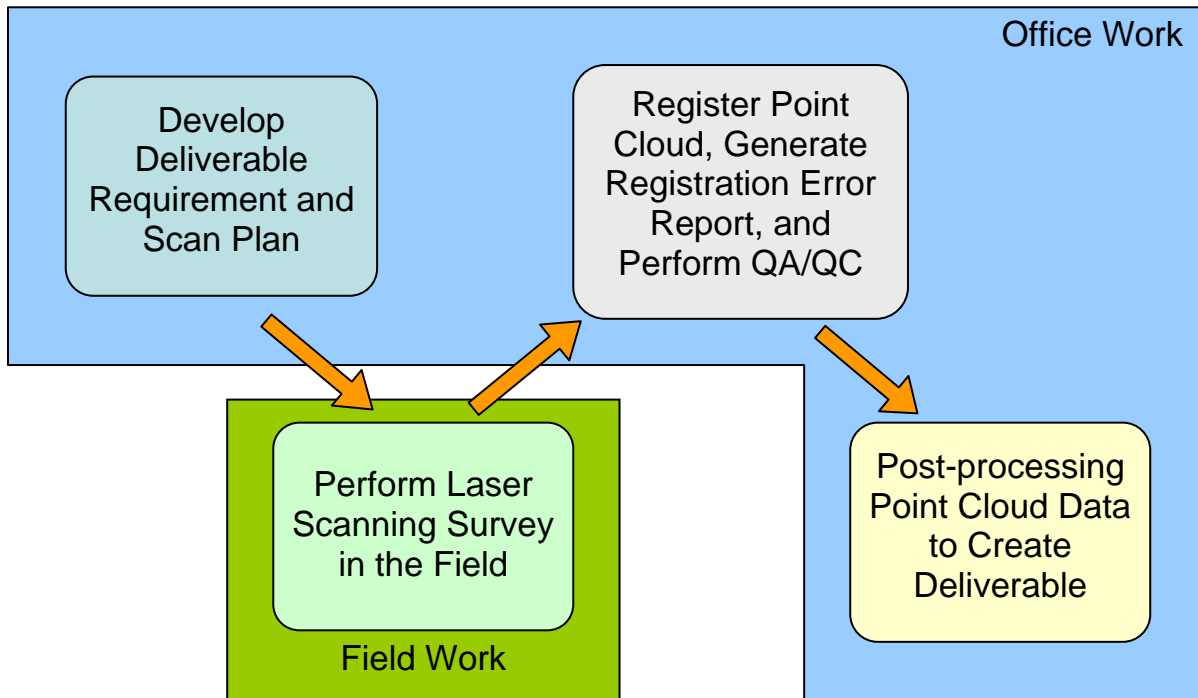 Office Work
Develop
Deliverable
Requirement and
Scan Plan
Register Point
Cloud, Generate
Registration Error
Report, and
Perform QA/QC
Perform Laser
Scanning Survey
in the Field
Field Work
Post-processing
Point Cloud Data
to Create
Deliverable